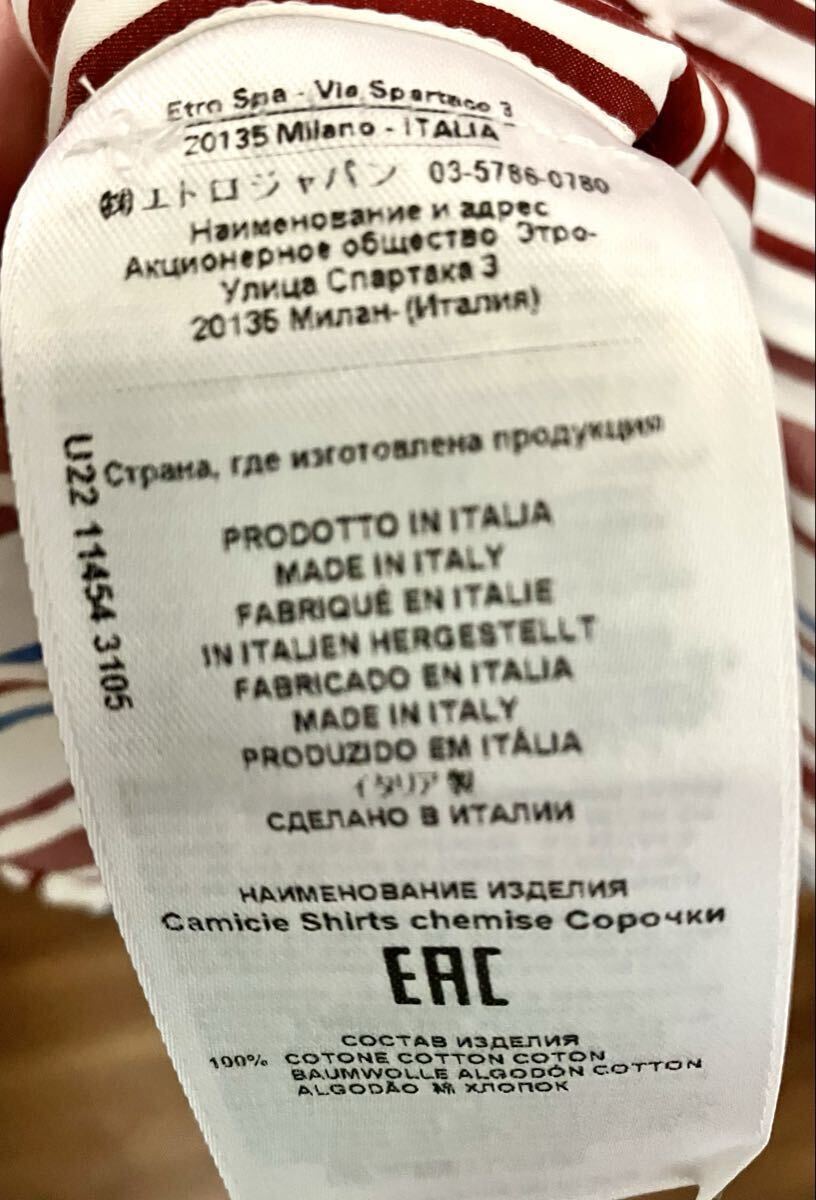 Etro Spa - Via Spartaco 3
20135 Milano - ITALIA
㈱エトロジャパン 03-5786-0780
Наименование и адрес
Акционерное общество Этро-
Улица Спартака 3
20135 Милан- (Италия)
Страна, где изготовлена продукция
U22 11454 3105
PRODOTTO IN ITALIA
MADE IN ITALY
FABRIQUÉ EN ITALIE
IN ITALIEN HERGESTELLT
FABRICADO EN ITALIA
MADE IN ITALY
PRODUZIDO EM ITÁLIA
イタリア製
СДЕЛАНО В ИТАЛИИ
НАИМЕНОВАНИЕ ИЗДЕЛИЯ
Camicie Shirts chemise Сорочки
EAC
СОСТАВ ИЗДЕЛИЯ
100% COTONE COTTON COTON
BAUMWOLLE ALGODÓN COTTON
ALGODÃO 綿 ХЛОПОК